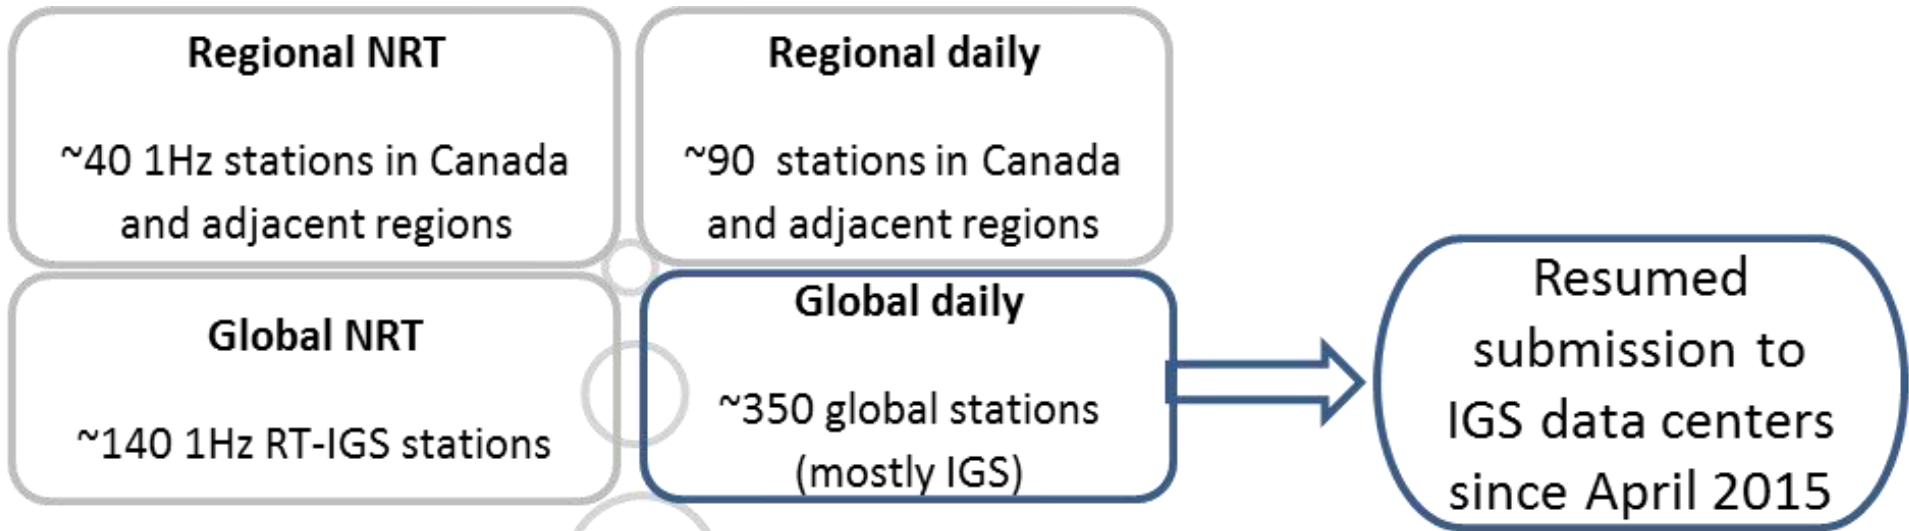 Regional NRT
~40 1Hz stations in Canada
and adjacent regions
Regional daily
~90 stations in Canada
and adjacent regions
Global NRT
~140 1Hz RT-IGS stations
Global daily
~350 global stations
(mostly IGS)
Resumed
submission to
IGS data centers
since April 2015